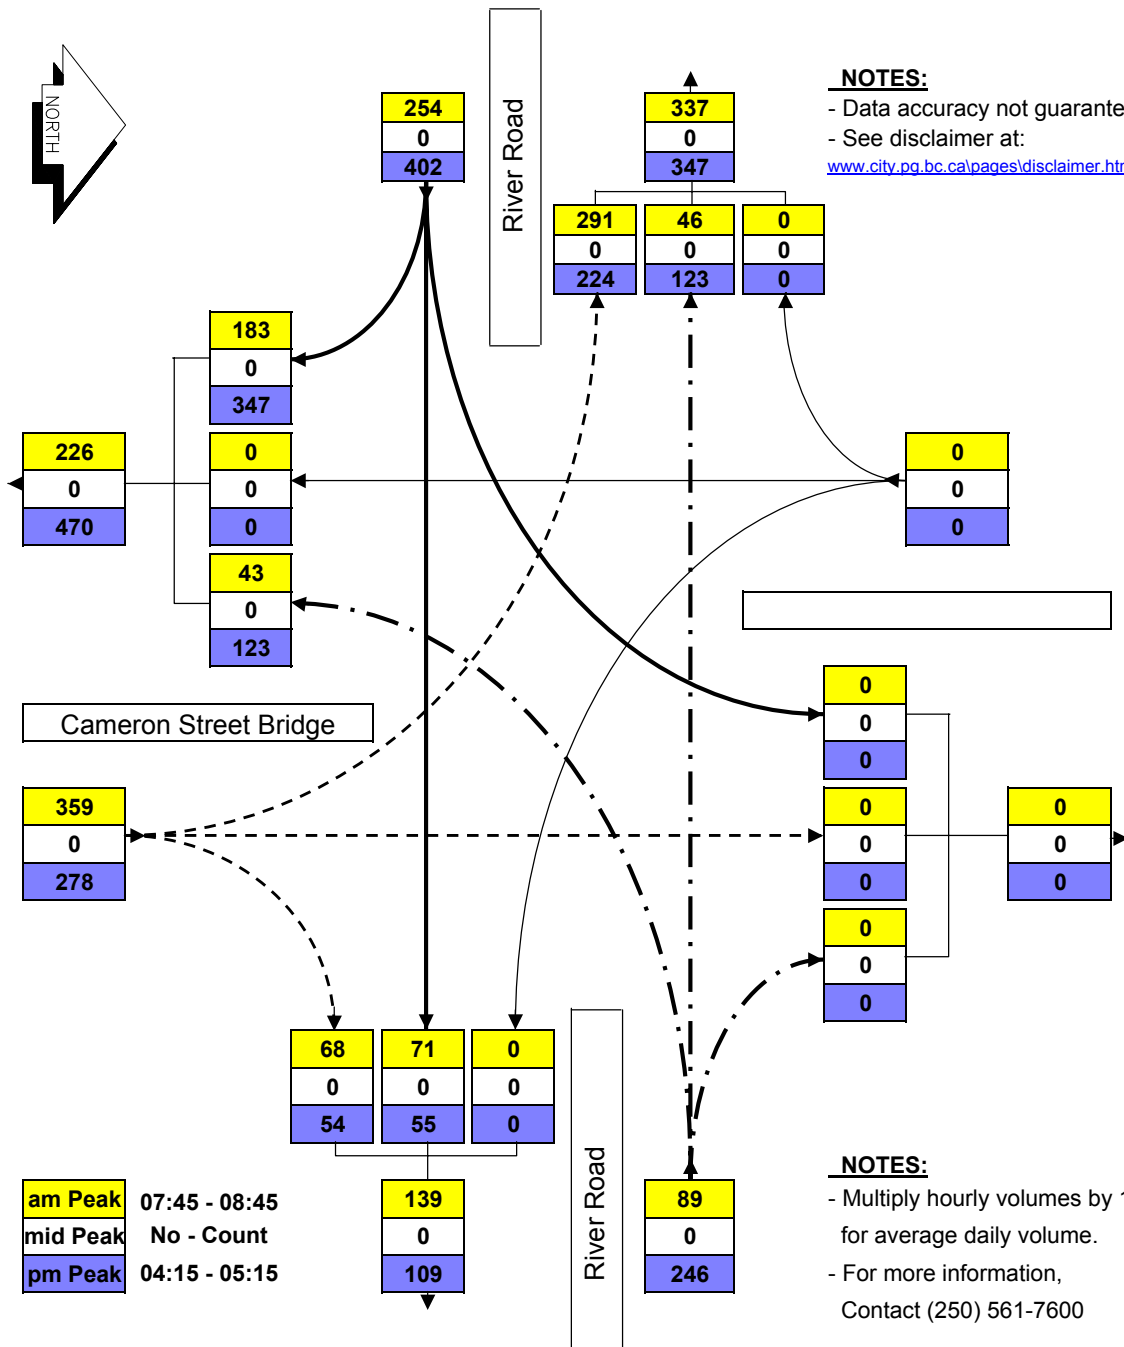 NORTH
River Road
NOTES:
- Data accuracy not guarante
- See disclaimer at:
www.city.pg.bc.ca\pages\disclaimer.htm
254
0
402
337
0
347
291 46 0
0 0 0
224 123 0
183
0
347
226 0 0
0 0 0
470 0 0
43
0
123
0
0
0
Cameron Street Bridge
359 0 0
0 0 0
278 0 0
0
0
0
68 71 0
0 0 0
54 55 0
River Road
139 89
0 0
109 246
am Peak 07:45 - 08:45
mid Peak No - Count
pm Peak 04:15 - 05:15
NOTES:
- Multiply hourly volumes by
for average daily volume.
- For more information,
Contact (250) 561-7600